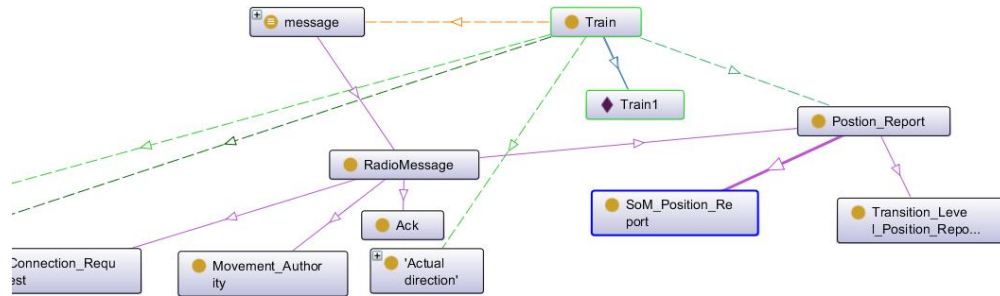 message
Train
Train1
Postion_Report
RadioMessage
SoM_Position_Re
port
Transition_Leve
l_Position_Repo...
Ack
Connection_Requ
est
Movement_Author
ity
'Actual
direction'